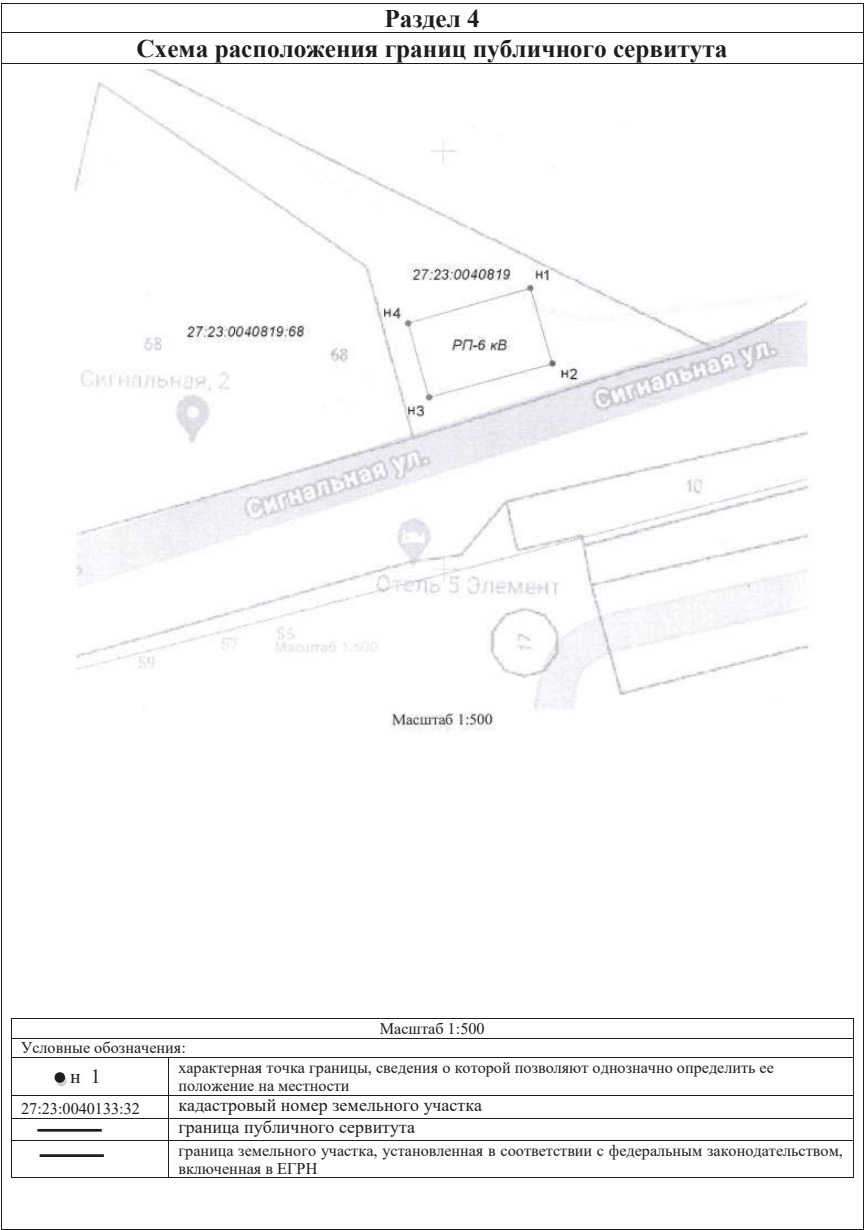 Раздел 4
Схема расположения границ публичного сервитута
27:23:0040819
н1
н4
27:23:0040819:68
68
68
РП-6 кВ
н2
Сигнальная, 2
н3
Сигнальная ул.
Сигнальная ул.
10
Отель 5 Элемент
17
57
Масштаб 1:500
59
Масштаб 1:500
Масштаб 1:500
Условные обозначения:
н 1
характерная точка границы, сведения о которой позволяют однозначно определить ее
положение на местности
27:23:0040133:32
кадастровый номер земельного участка
граница публичного сервитута
граница земельного участка, установленная в соответствии с федеральным законодательством,
включенная в ЕГРН